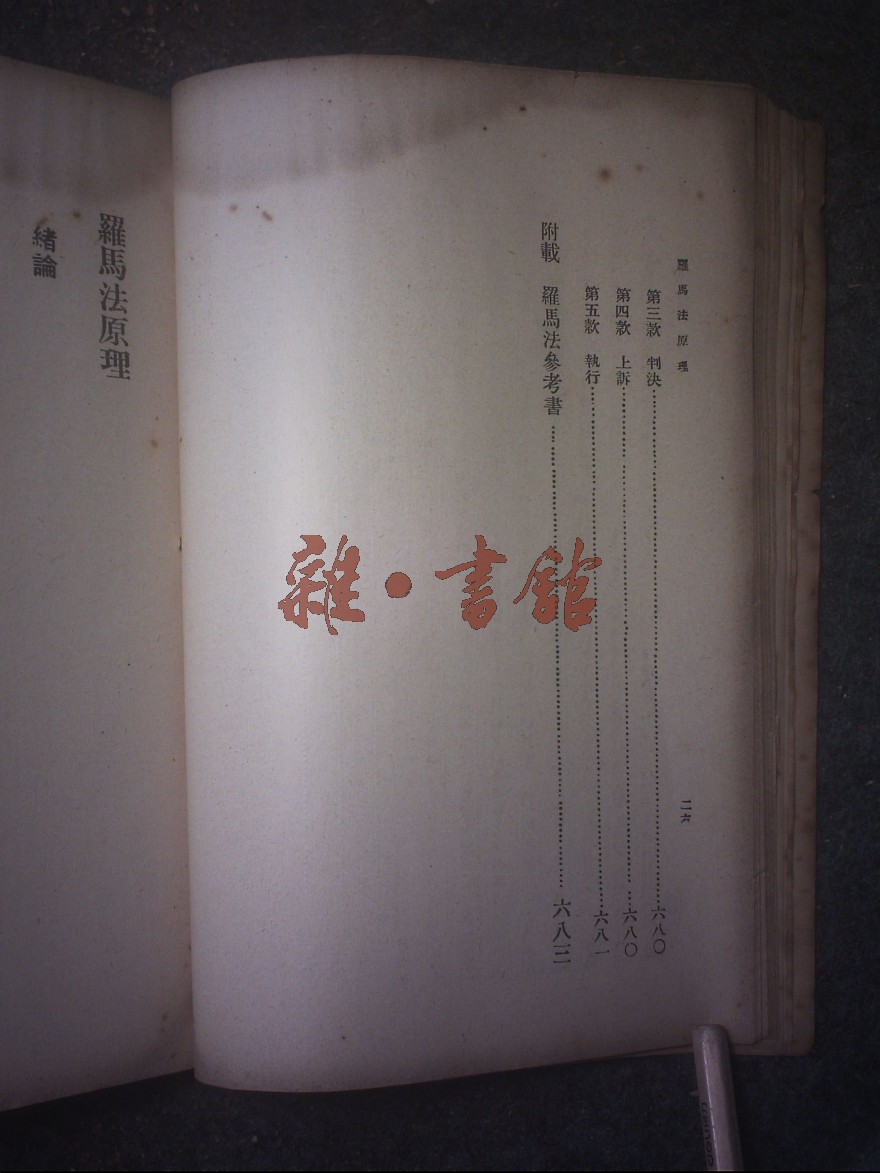 羅馬法原理
第三款 判決 六八〇
第四款 上訴 六八〇
第五款 執行 六八一
附載 羅馬法參考書 六八三
二六
羅馬法原理
緒論
雜·書館